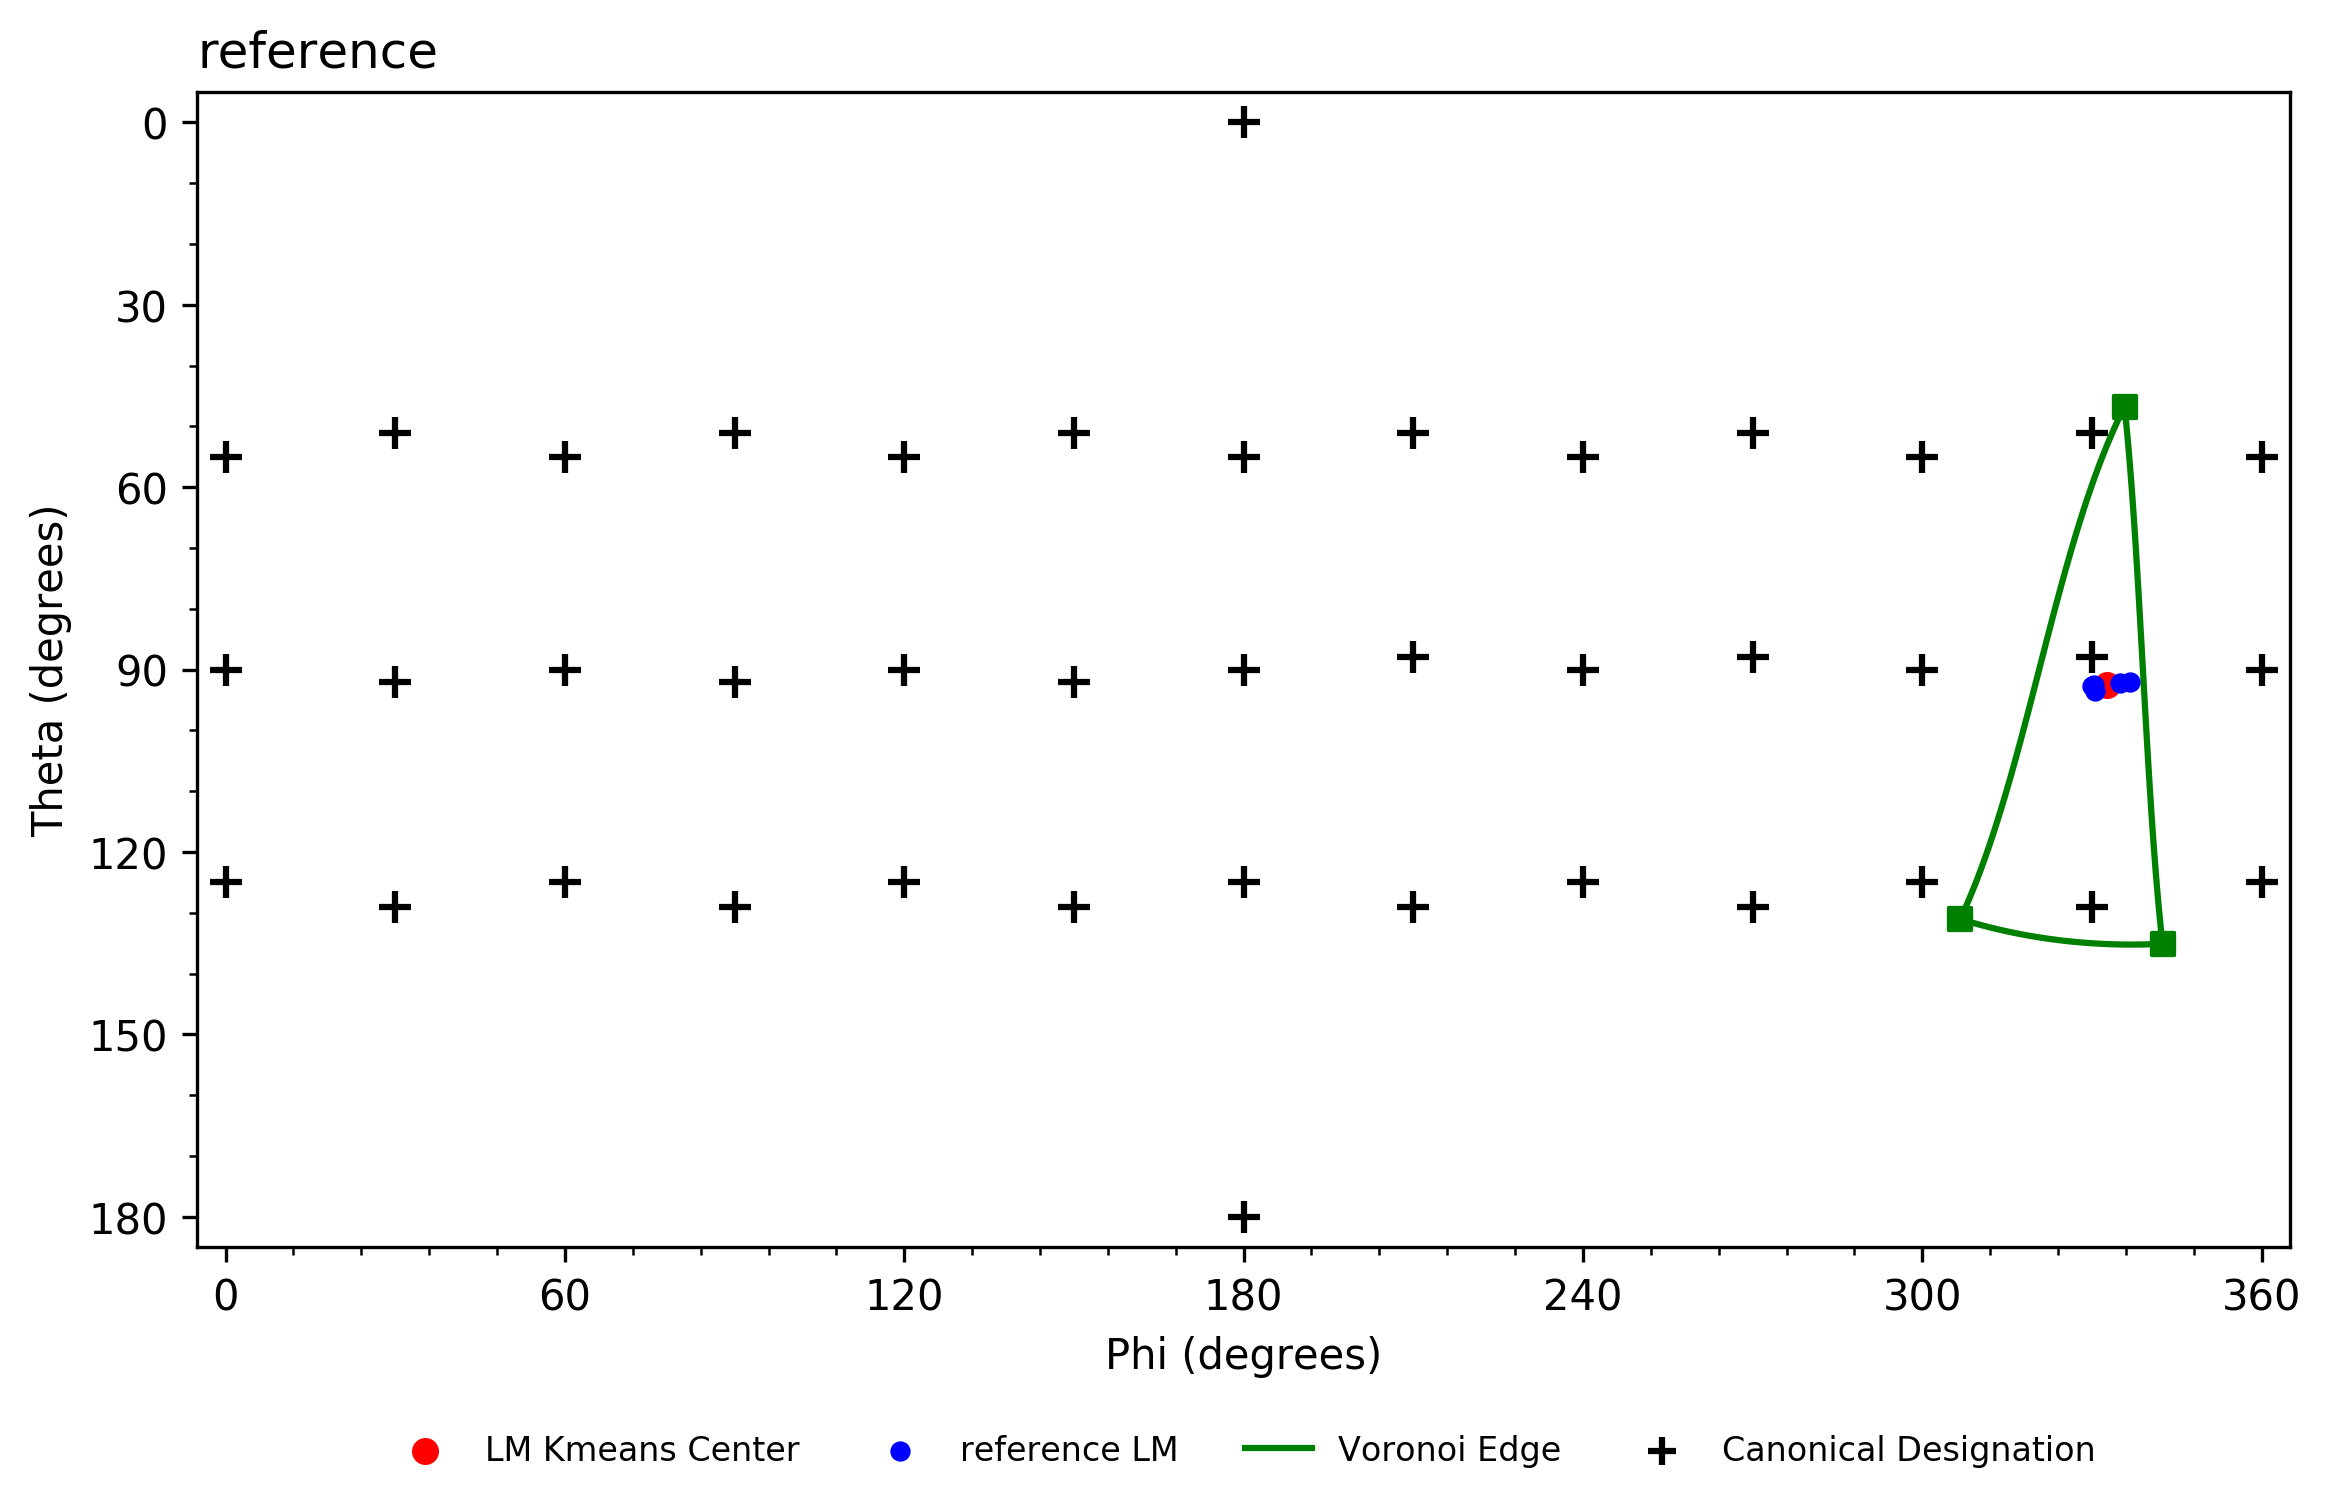 reference
0
30
60
90
120
150
180
Theta (degrees)
0 60 120 180 240 300 360
Phi (degrees)
LM Kmeans Center reference LM Voronoi Edge Canonical Designation